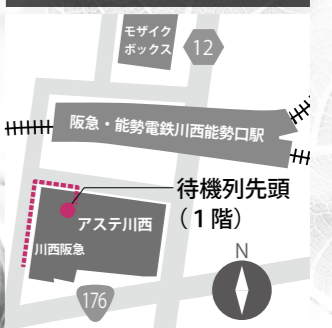 モザイク
ボックス
12
阪急・能勢電鉄川西能勢口駅
待機列先頭
(1階)
アステ川西
川西阪急
N
176